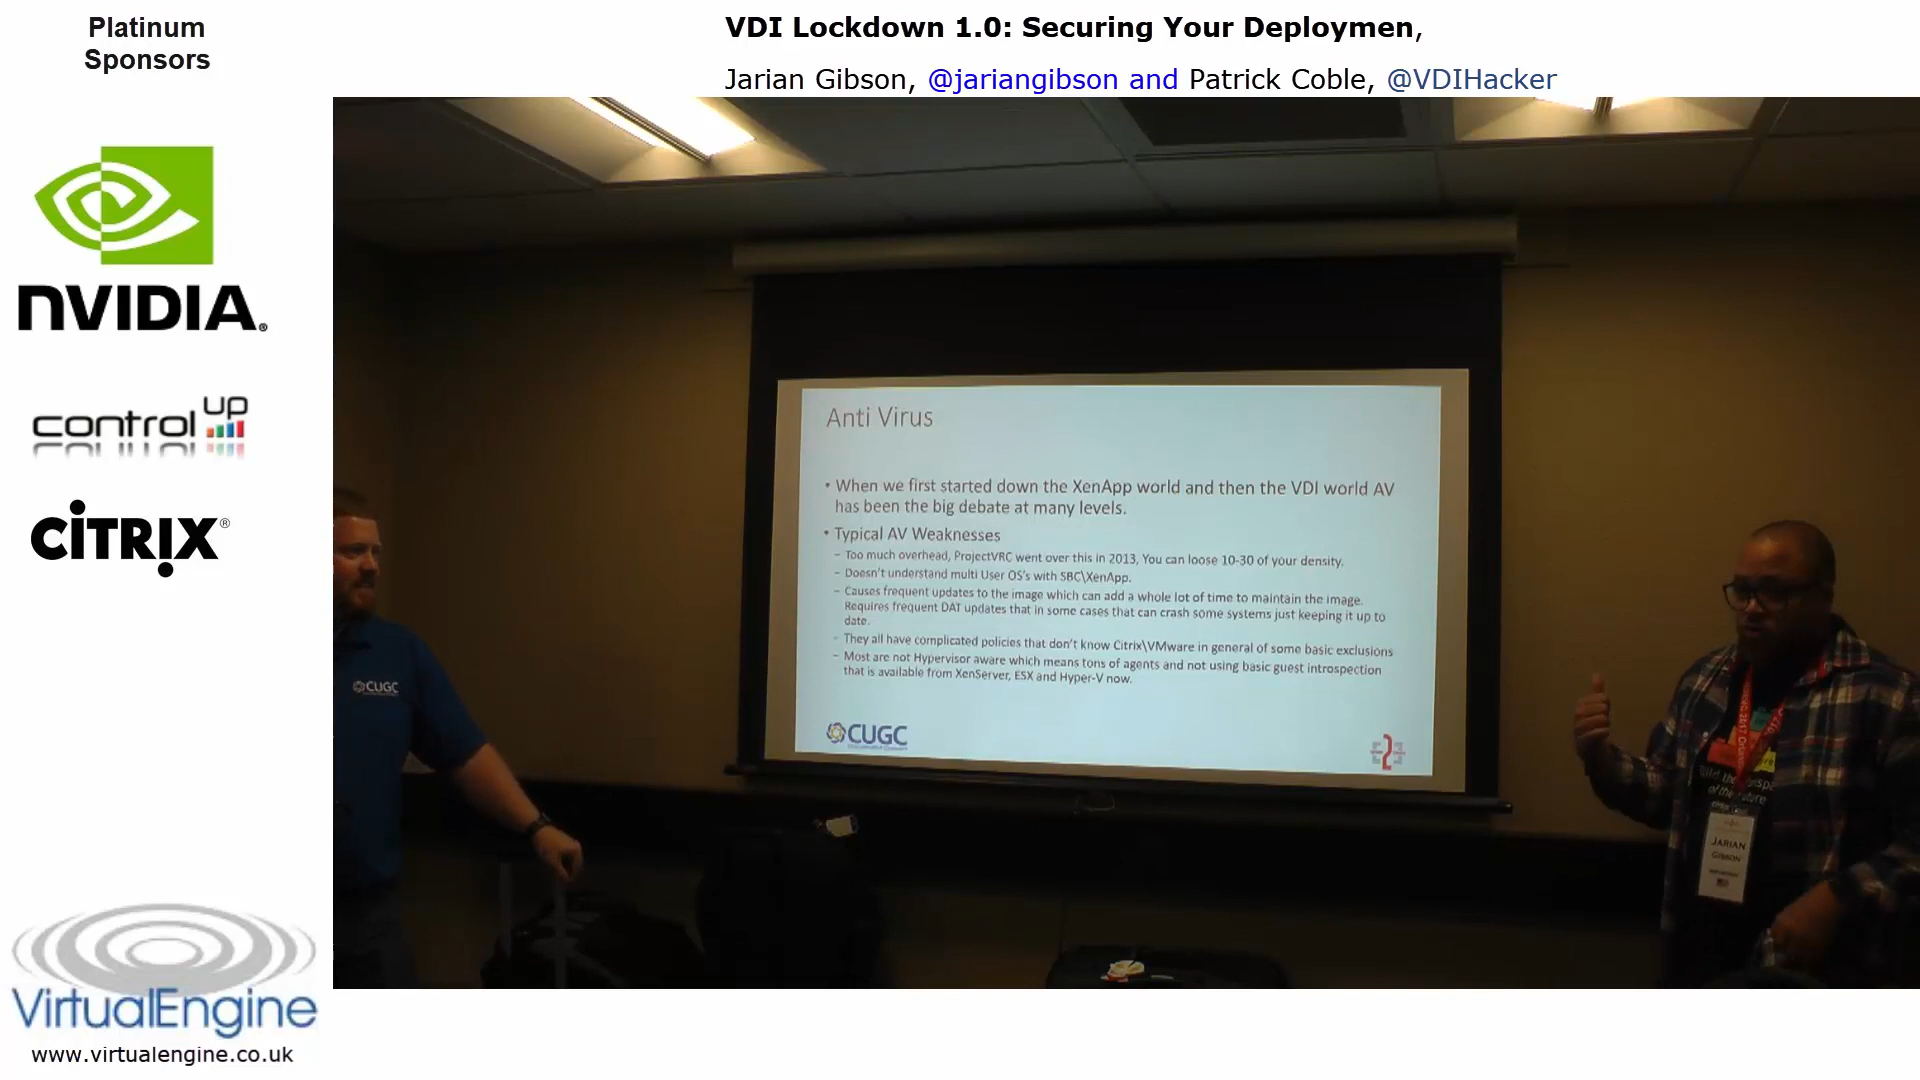 Platinum
Sponsors
VDI Lockdown 1.0: Securing Your Deploymen,
Jarian Gibson, @jariangibson and Patrick Coble, @VDIHacker
NVIDIA®
control up
CiTRIX®
VirtualEngine
www.virtualengine.co.uk
Anti Virus
• When we first started down the XenApp world and then the VDI world AV
has been the big debate at many levels.
• Typical AV Weaknesses
– Too much overhead, ProjectVRC went over this in 2013, You can loose 10-30 of your density.
– Doesn't understand multi User OS's with SBC\XenApp.
– Causes frequent updates to the image which can add a whole lot of time to maintain the image.
Requires frequent DAT updates that in some cases that can crash some systems just keeping it up to
date.
– They all have complicated policies that don't know Citrix\VMware in general of some basic exclusions
– Most are not Hypervisor aware which means tons of agents and not using basic guest introspection
that is available from XenServer, ESX and Hyper-V now.
CUGC
CUGC
of the future
JARIAN
GIBSON